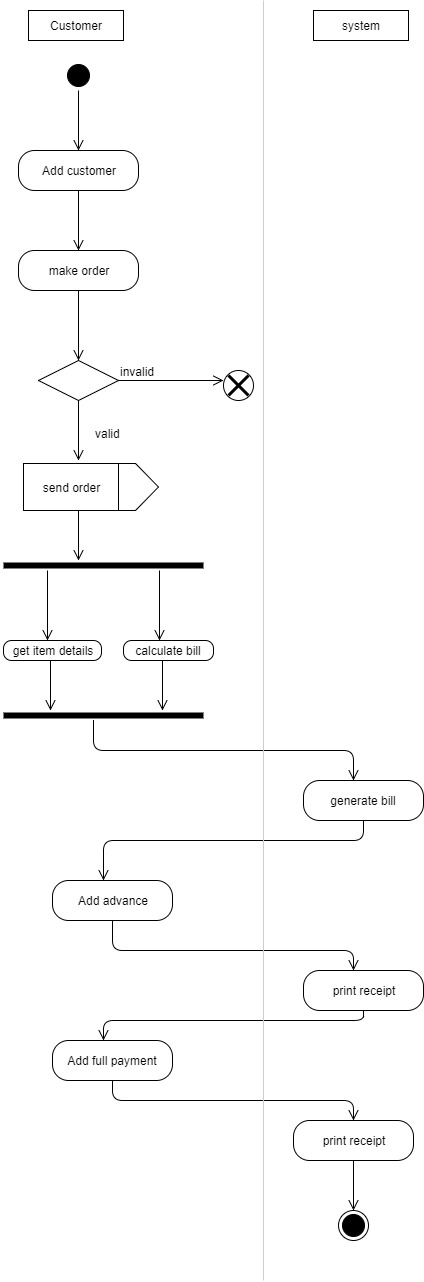 Customer
system
Add customer
make order
invalid
valid
send order
get item details
calculate bill
generate bill
Add advance
print receipt
Add full payment
print receipt